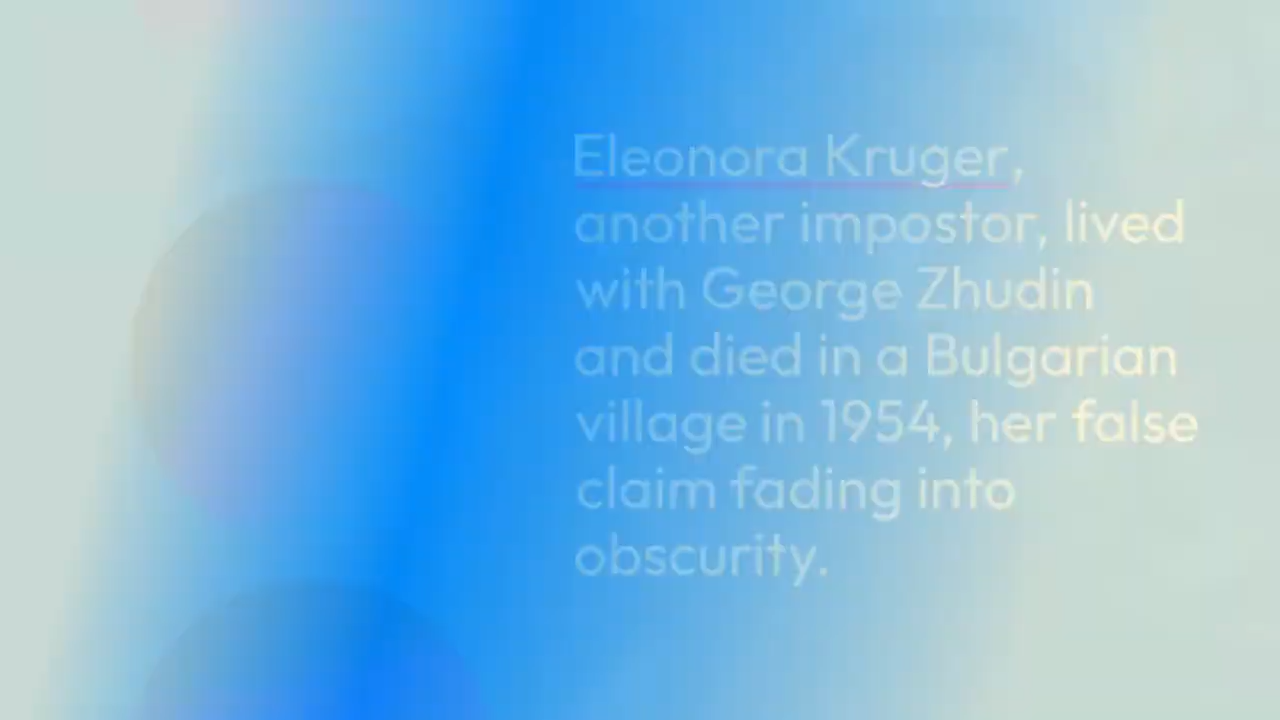 Eleonora Kruger,
another impostor, lived
with George Zhudin
and died in a Bulgarian
village in 1954, her false
claim fading into
obscurity.